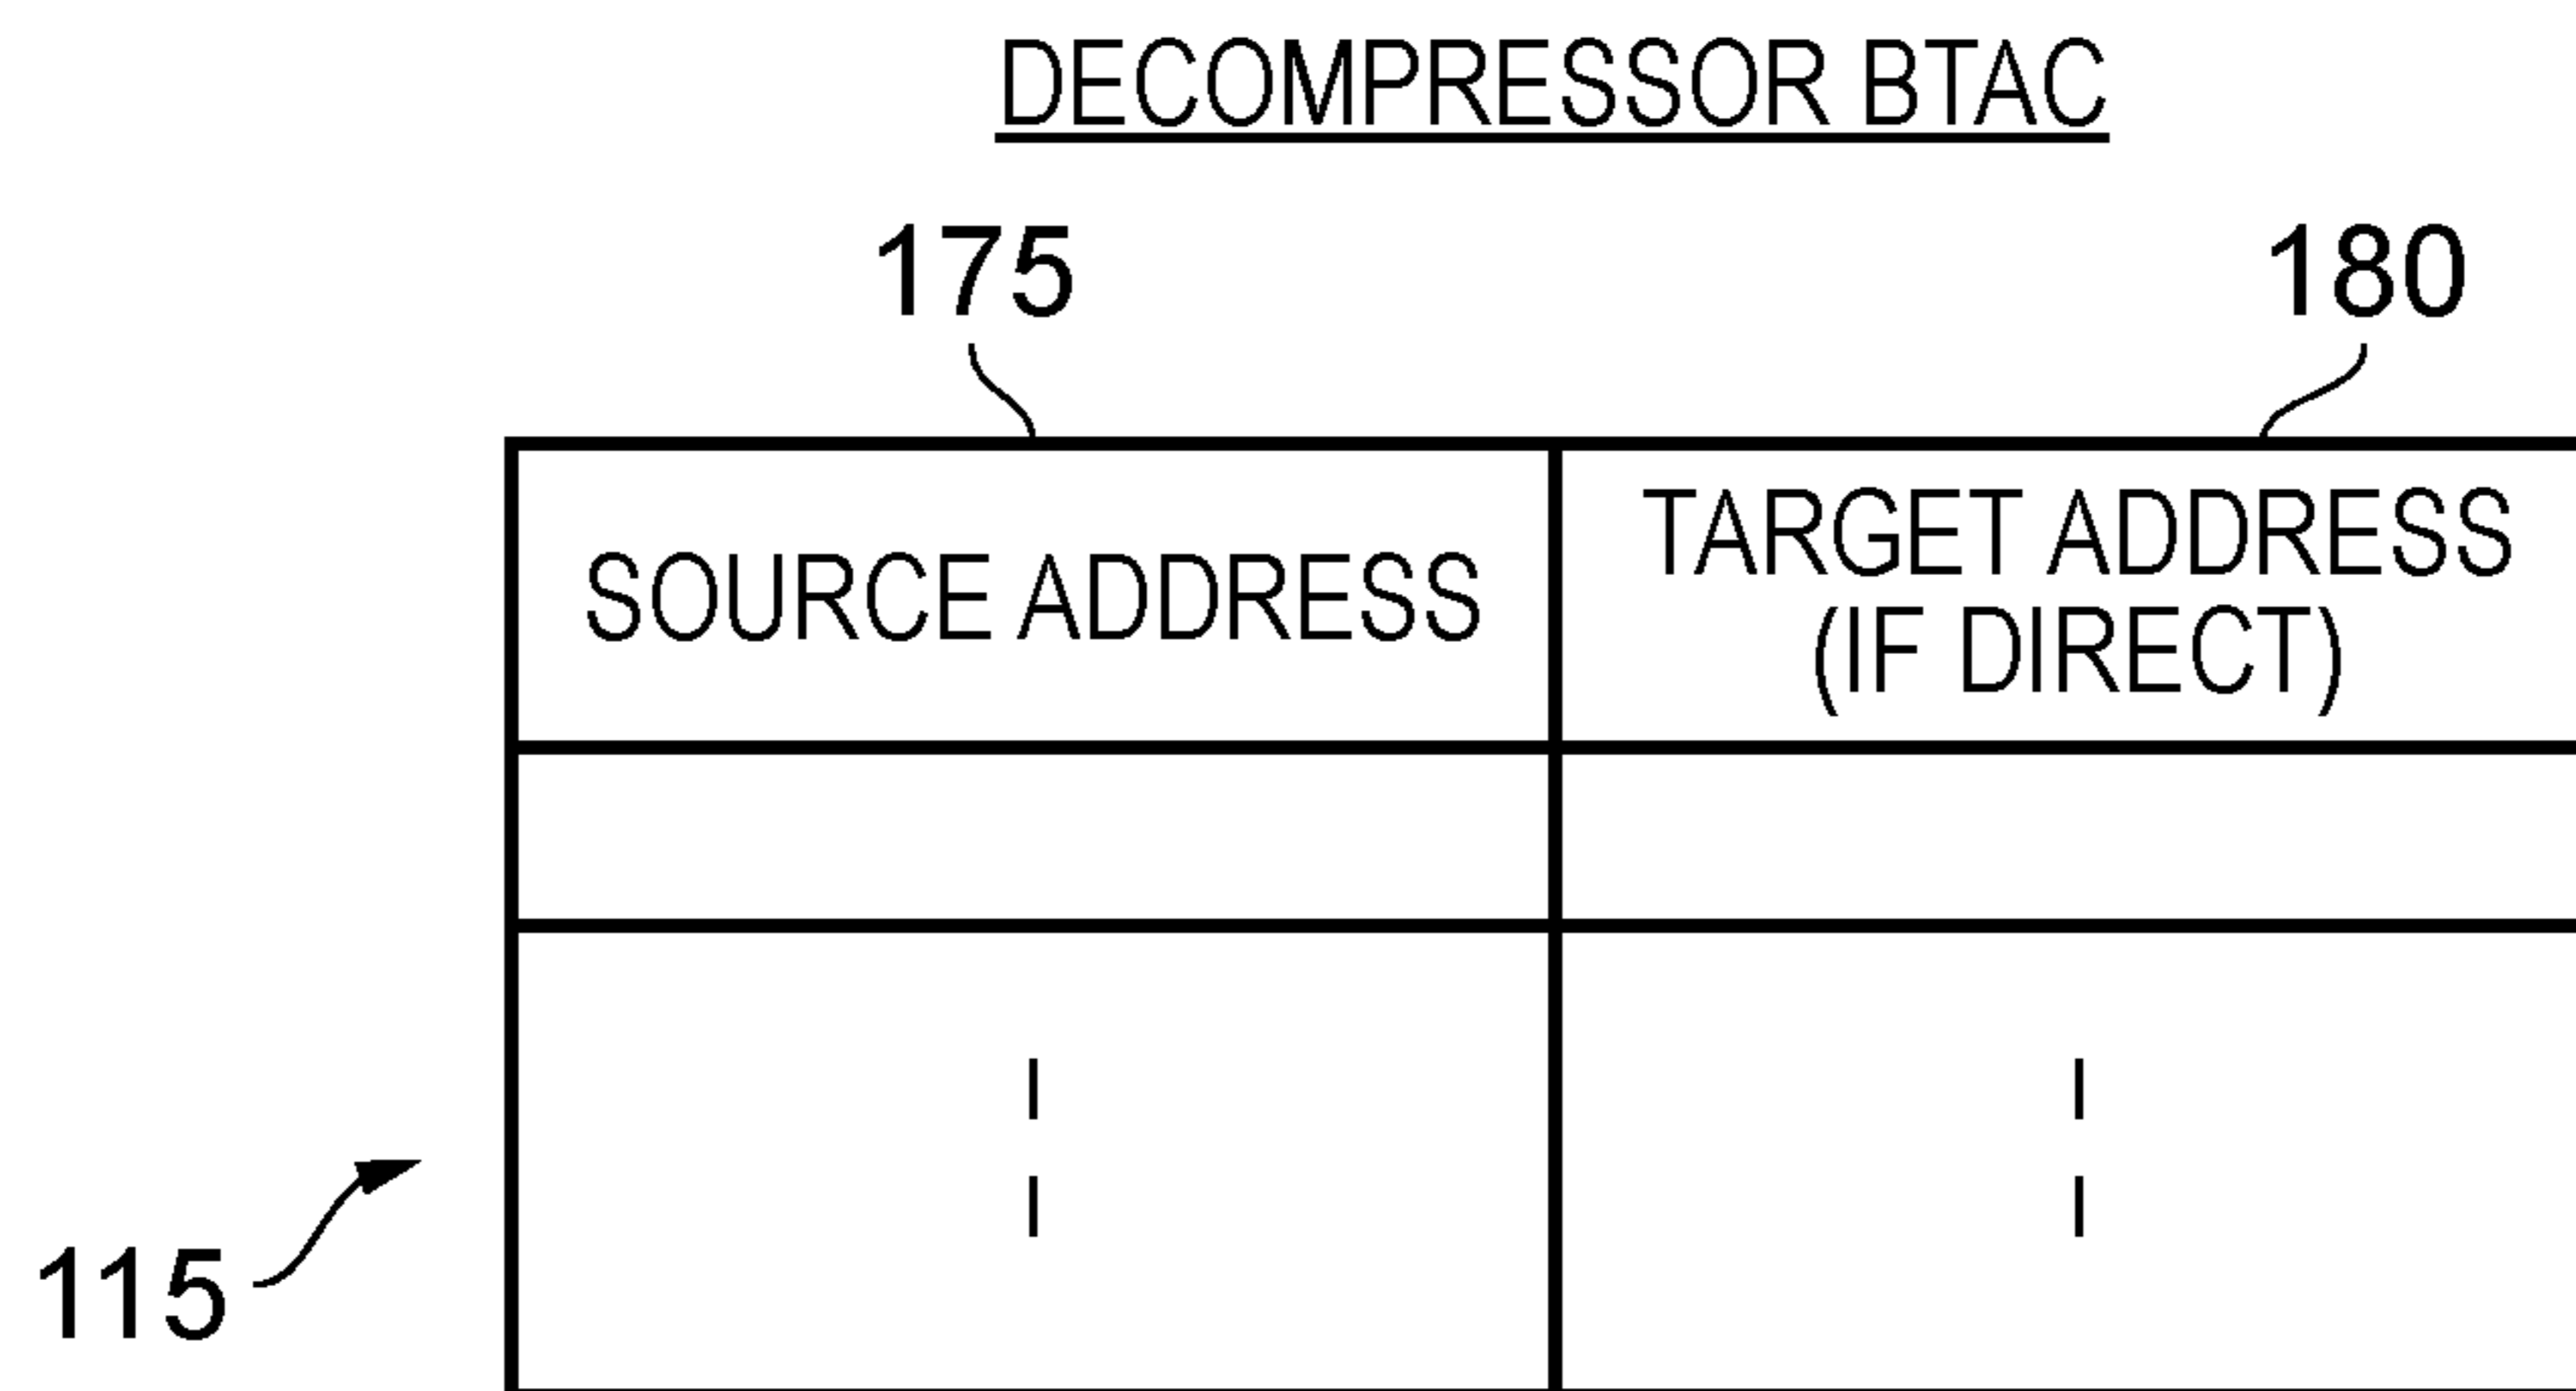 DECOMPRESSOR BTAC
175
180
SOURCE ADDRESS
TARGET ADDRESS
(IF DIRECT)
115